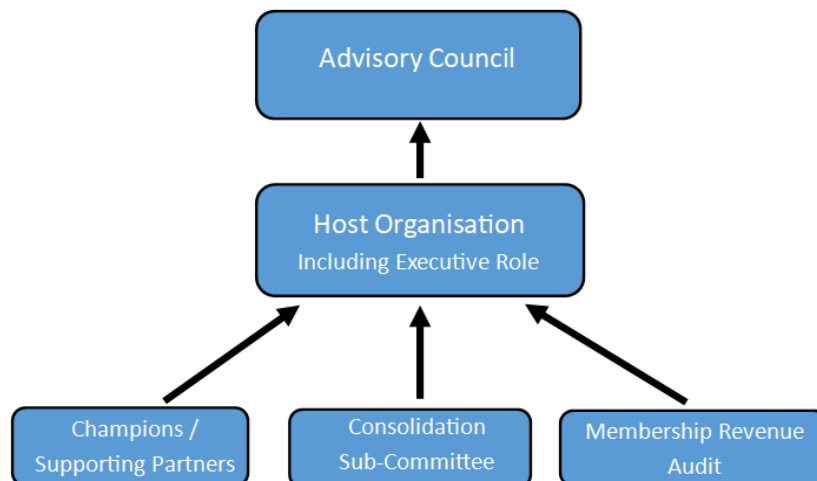 Advisory Council
Host Organisation
Including Executive Role
Champions /
Supporting Partners
Consolidation
Sub-Committee
Membership Revenue
Audit